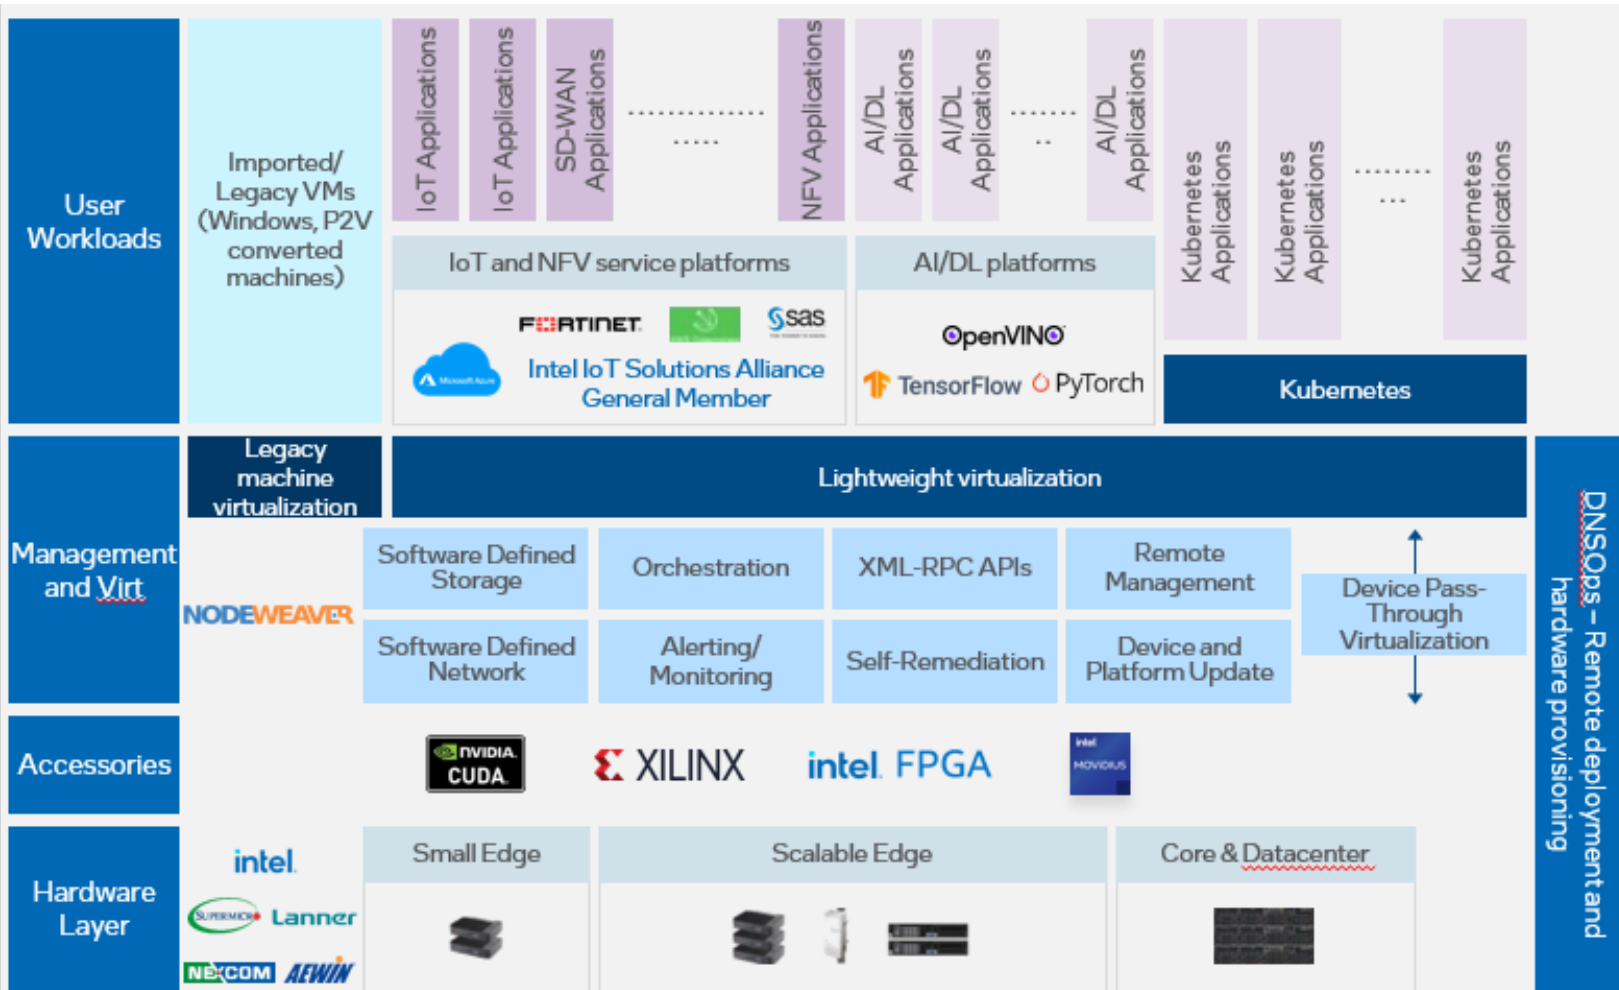 User
Workloads
Imported/
Legacy VMs
(Windows, P2V
converted
machines)
IoT Applications
IoT Applications
SD-WAN
Applications
..............
.....
NFV Applications
AI/DL
Applications
AI/DL
Applications
.......
..
AI/DL
Applications
Kubernetes
Applications
Kubernetes
Applications
........
...
Kubernetes
Applications
IoT and NFV service platforms
FORTINET
sas
Microsoft Azure
Intel IoT Solutions Alliance
General Member
AI/DL platforms
OpenVINO
TensorFlow
PyTorch
Kubernetes
Management
and Virt
Legacy
machine
virtualization
Lightweight virtualization
NODEWEAVER
Software Defined
Storage
Orchestration
XML-RPC APIs
Remote
Management
Software Defined
Network
Alerting/
Monitoring
Self-Remediation
Device and
Platform Update
Device Pass-
Through
Virtualization
DNSOps – Remote deployment and
hardware provisioning
Accessories
NVIDIA.
CUDA.
XILINX
intel. FPGA
intel
MOVIDIUS
Hardware
Layer
intel.
SUPERMICRO
Lanner
NEXCOM
AEWIN
Small Edge
Scalable Edge
Core & Datacenter